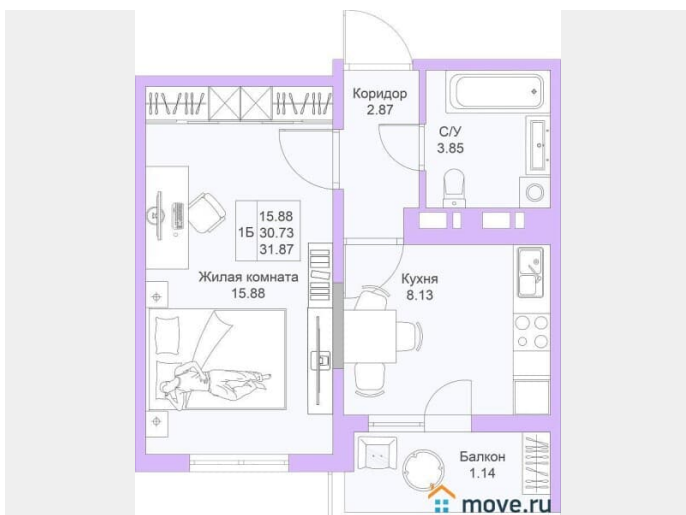 Коридор
2.87
С/У
3.85
15.88
1Б 30.73
31.87
Жилая комната
15.88
Кухня
8.13
Балкон
1.14
move.ru